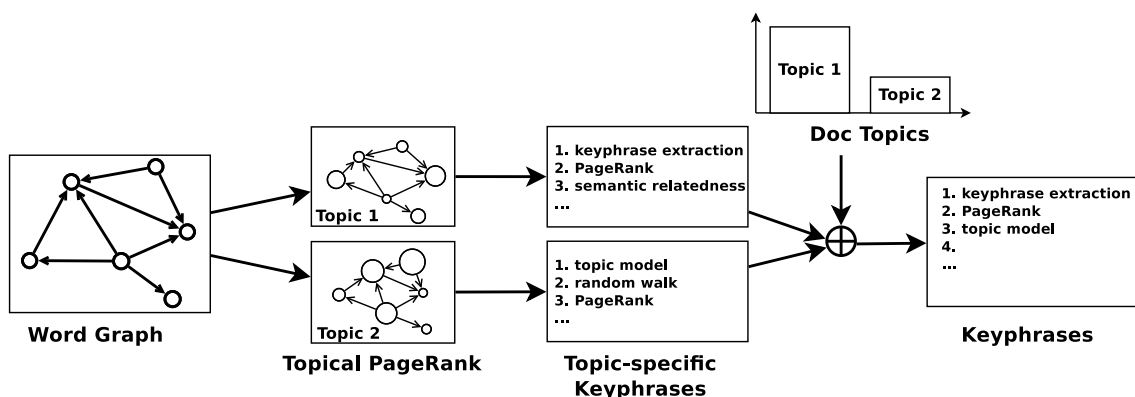 Topic 1
Topic 2
Doc Topics
Word Graph
Topic 1
Topic 2
Topical PageRank
1. keyphrase extraction
2. PageRank
3. semantic relatedness
...
1. topic model
2. random walk
3. PageRank
...
Topic-specific
Keyphrases
1. keyphrase extraction
2. PageRank
3. topic model
4.
...
Keyphrases